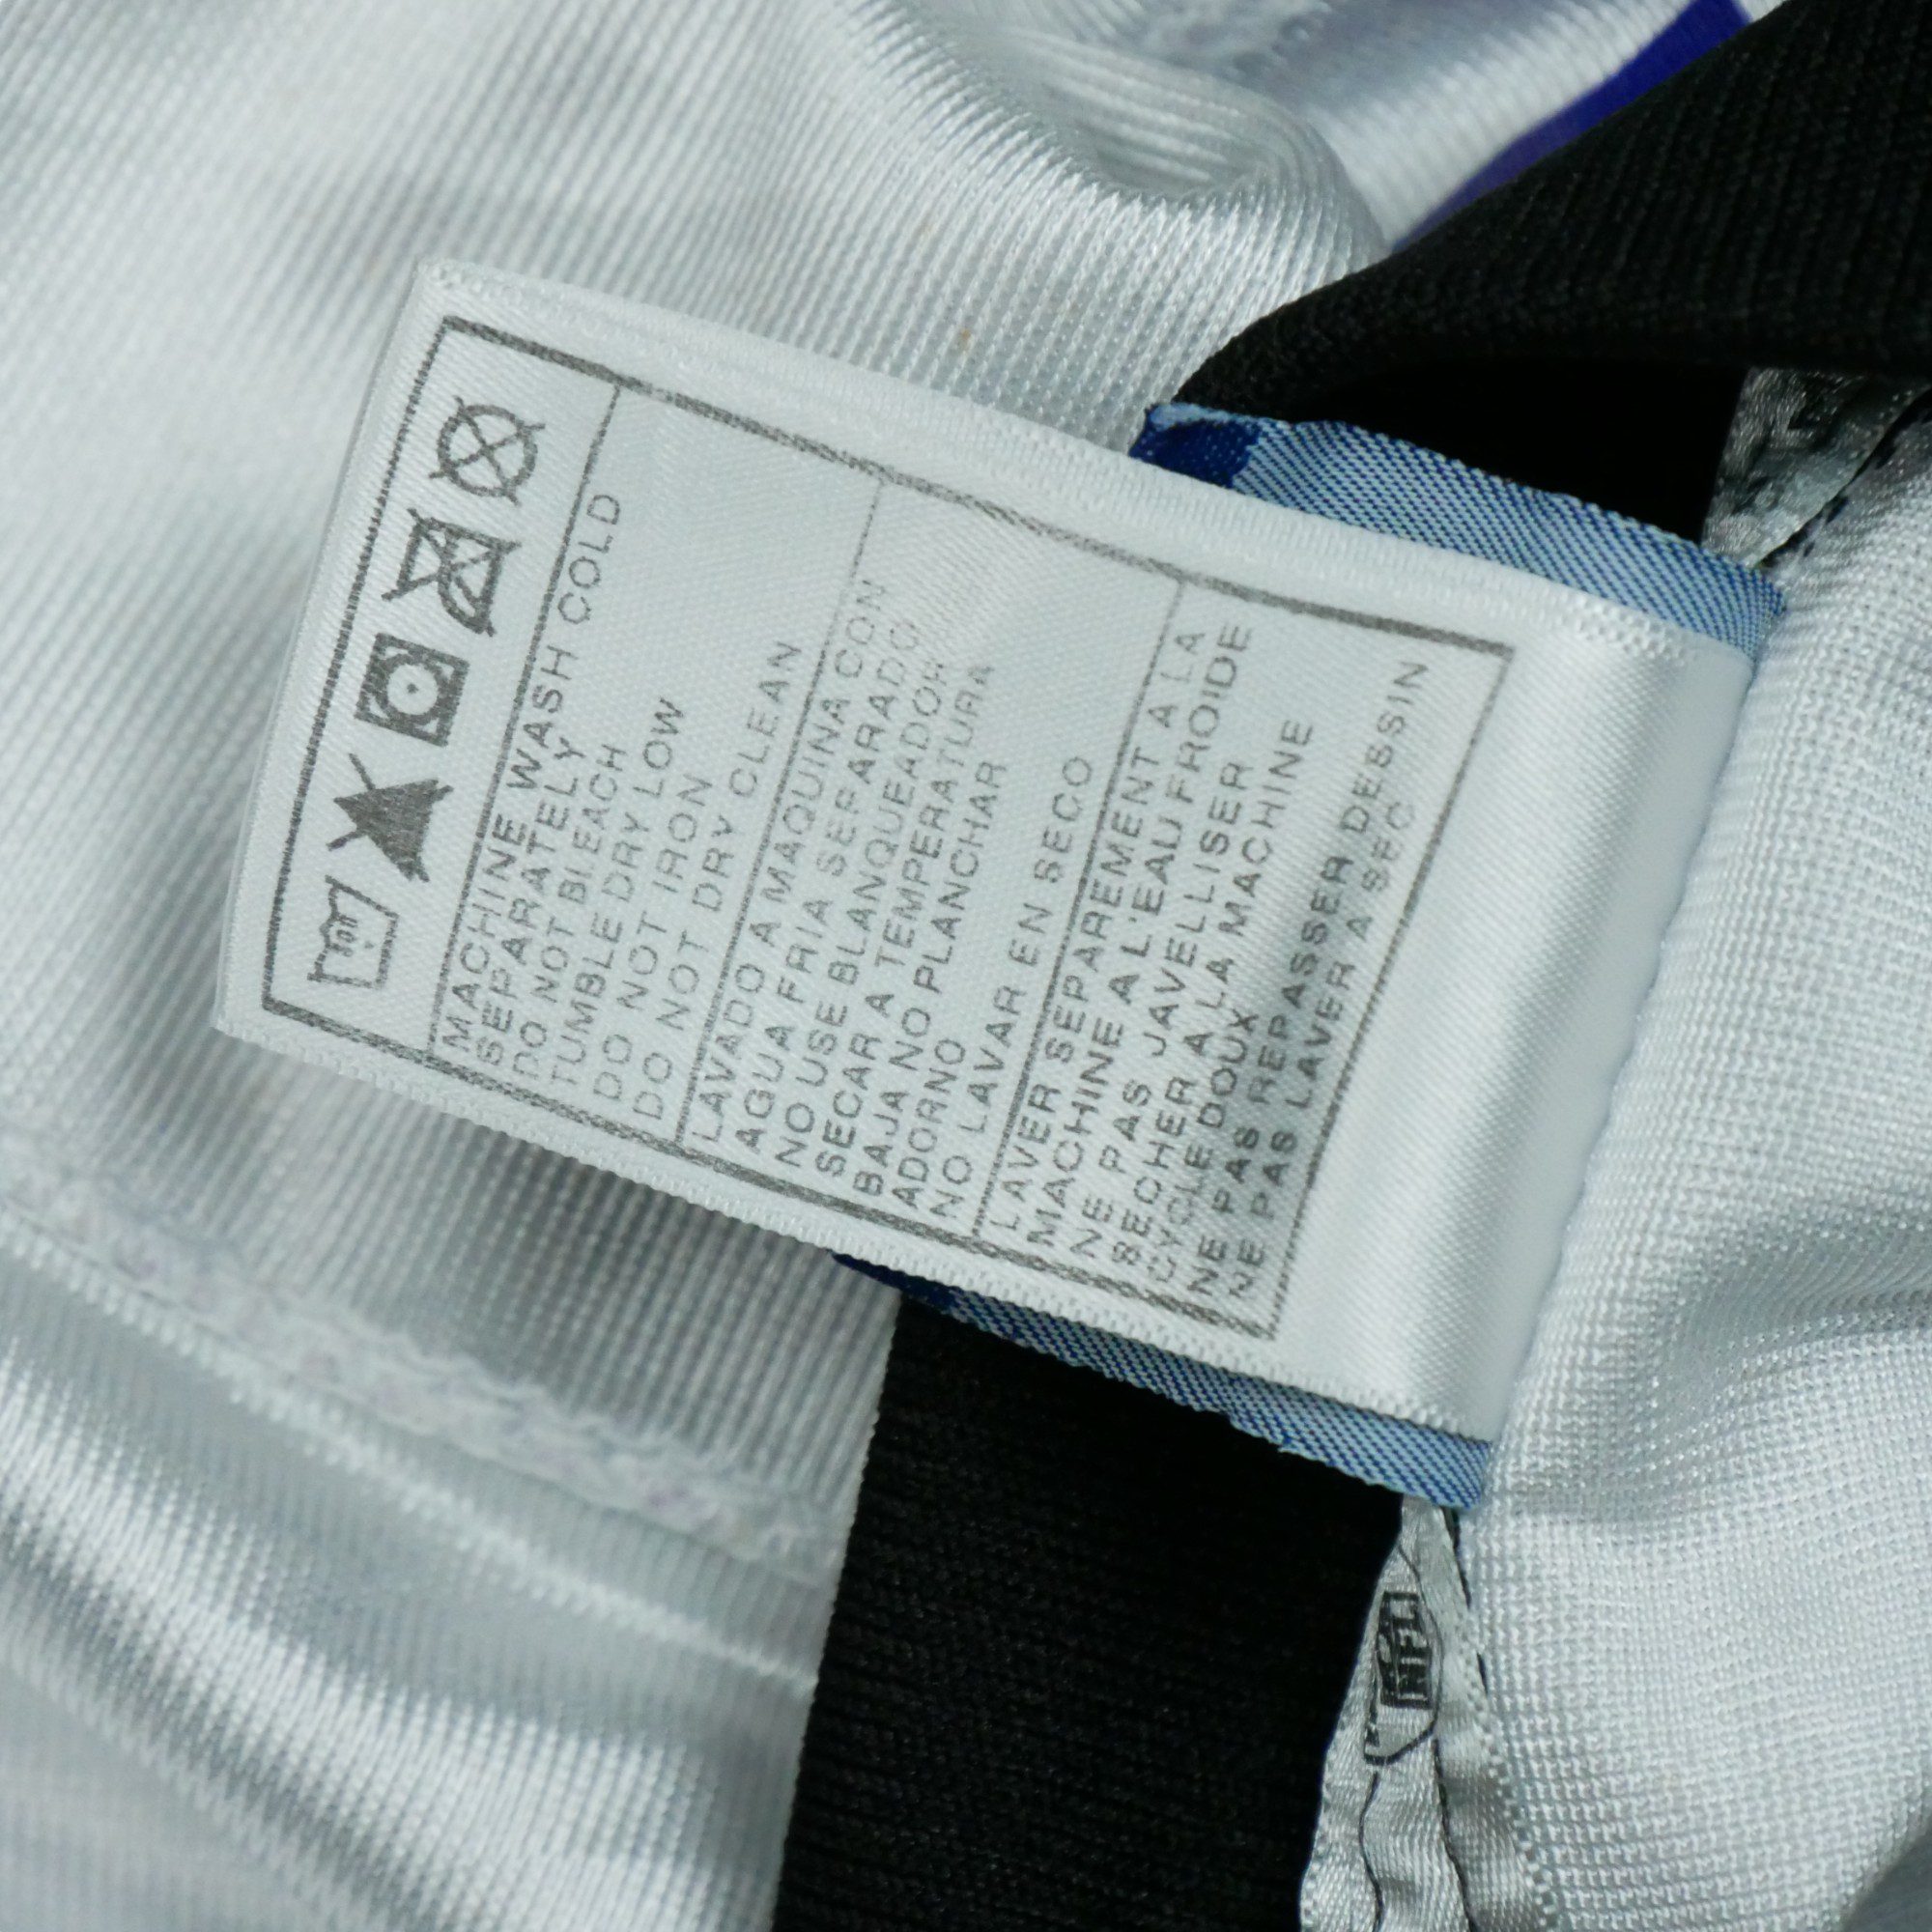 MACHINE WASH COLD
SEPARATELY
DO NOT BLEACH
TUMBLE DRY LOW
DO NOT IRON
DO NOT DRY CLEAN
LAVADO A MAQUINA CON
AGUA FRIA SEPARADO
NO USE BLANQUEADOR
SECAR A TEMPERATURA
BAJA NO PLANCHAR
ADORNO
NO LAVAR EN SECO
LAVER SEPAREMENT A LA
MACHINE A L'EAU FROIDE
NE PAS JAVELLISER
SECHER A LA MACHINE
CYCLE DOUX
NE PAS REPASSER DESSIN
NE PAS LAVER A SEC
NFL